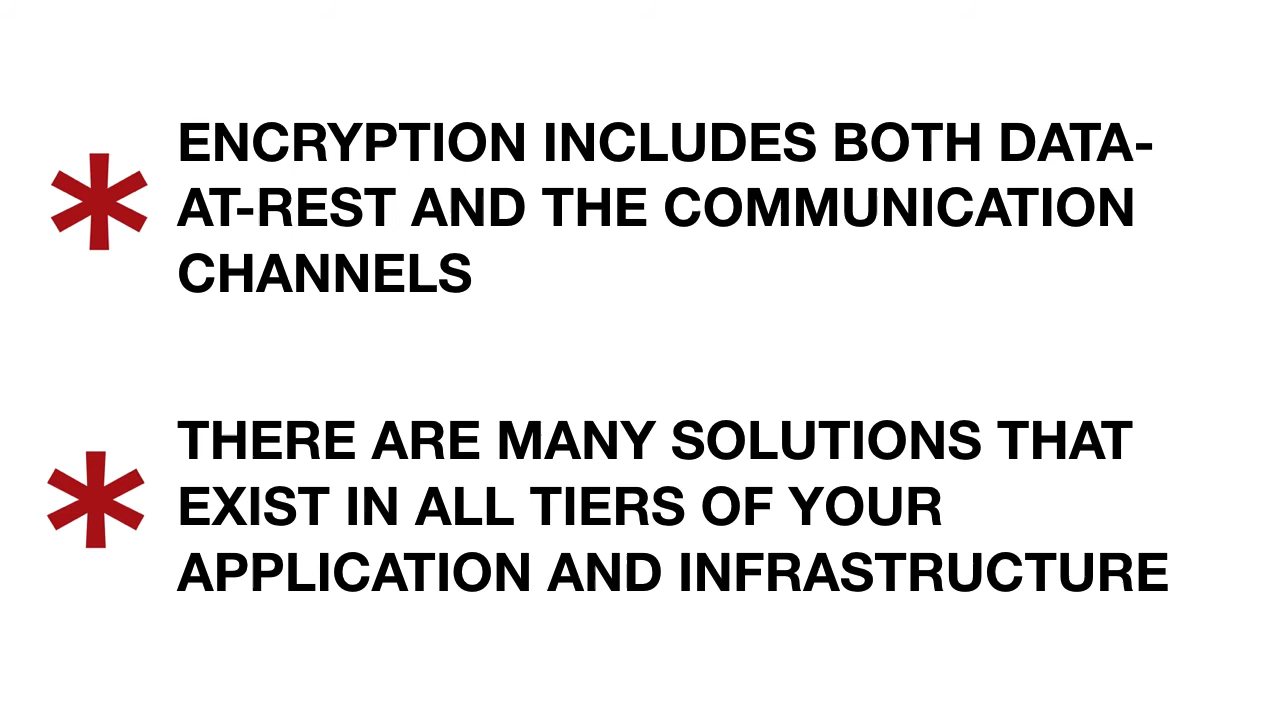 ENCRYPTION INCLUDES BOTH DATA-
AT-REST AND THE COMMUNICATION
CHANNELS
THERE ARE MANY SOLUTIONS THAT
EXIST IN ALL TIERS OF YOUR
APPLICATION AND INFRASTRUCTURE